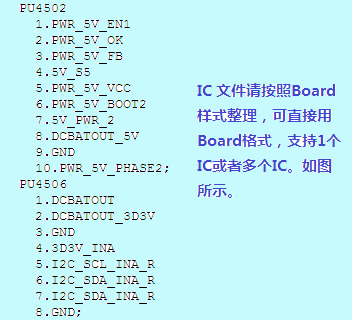 PU4502
1.PWR_5V_EN1
2.PWR_5V_OK
3.PWR_5V_FB
4.5V_S5
5.PWR_5V_VCC
6.PWR_5V_BOOT2
7.5V_PWR_2
8.DCBATOUT_5V
9.GND
10.PWR_5V_PHASE2;
PU4506
1.DCBATOUT
2.DCBATOUT_3D3V
3.GND
4.3D3V_INA
5.I2C_SCL_INA_R
6.I2C_SDA_INA_R
7.I2C_SDA_INA_R
8.GND;
IC 文件请按照Board
样式整理，可直接用
Board格式，支持1个
IC或者多个IC。如图
所示。